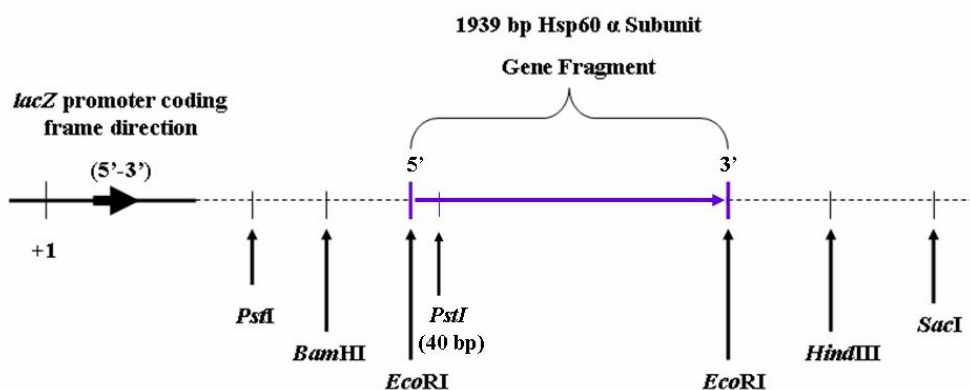 1939 bp Hsp60 α Subunit
Gene Fragment
lacZ promoter coding
frame direction
(5’-3’)
5’
3’
+1
PstI
BamHI
EcoRI
PstI
(40 bp)
EcoRI
HindIII
SacI